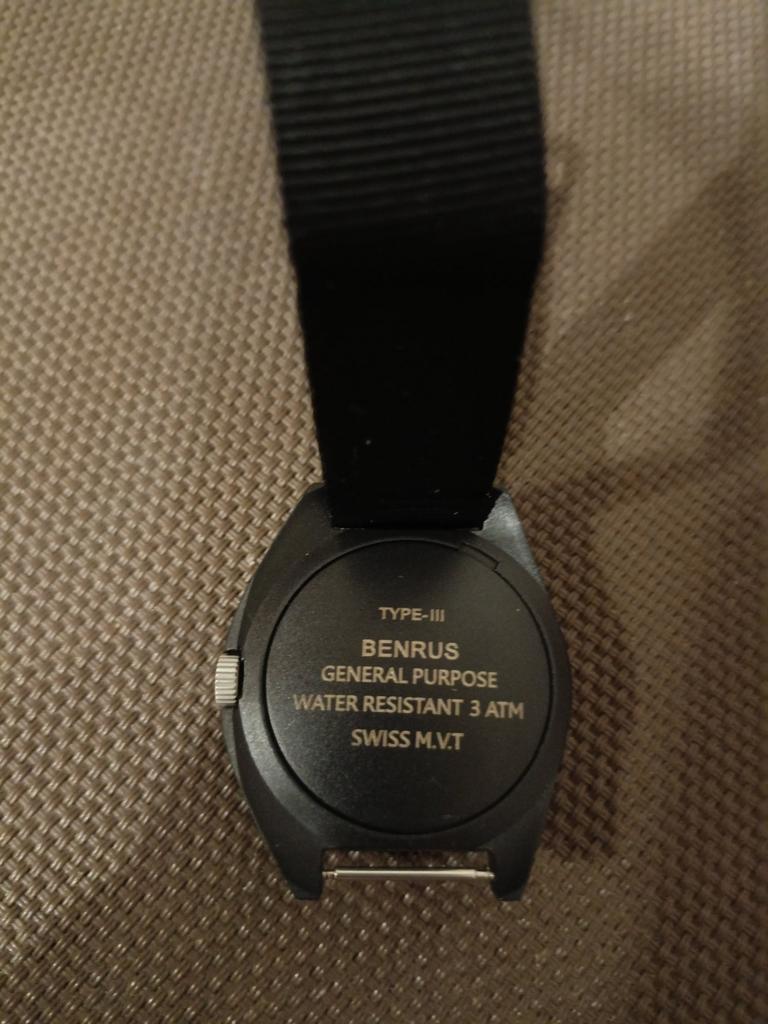 TYPE-III
BENRUS
GENERAL PURPOSE
WATER RESISTANT 3 ATM
SWISS M.V.T